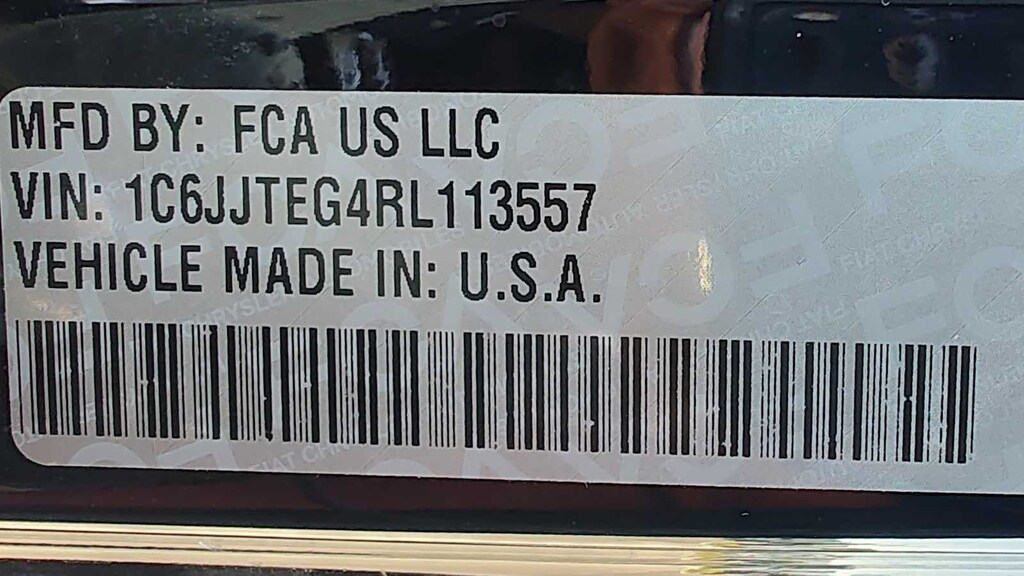 MFD BY: FCA US LLC
VIN: 1C6JJTEG4RL113557
VEHICLE MADE IN: U.S.A.